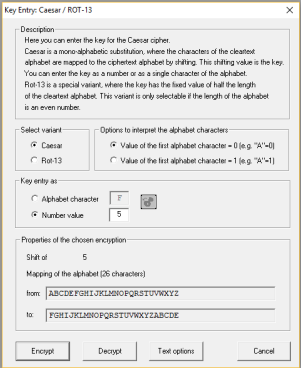 Key Entry: Caesar / ROT-13
Description
Here you can enter the key for the Caesar cipher.
Caesar is a mono-alphabetic substitution, where the characters of the cleartext
alphabet are mapped to the ciphertext alphabet by shifting. This shifting value is the key.
You can enter the key as a number or as a single character of the alphabet.
Rot-13 is a special variant, where the key has the fixed value of half the length
of the cleartext alphabet. This variant is only selectable if the length of the alphabet
is an even number.
Select variant
Caesar
Rot-13
Options to interpret the alphabet characters
Value of the first alphabet character = 0 (e.g. "A"=0)
Value of the first alphabet character = 1 (e.g. "A"=1)
Key entry as
Alphabet character F
Number value 5
Properties of the chosen encryption
Shift of 5
Mapping of the alphabet (26 characters)
from: ABCDEFGHIJKLMNOPQRSTUVWXYZ
to: FGHIJKLMNOPQRSTUVWXYZABCDE
Encrypt Decrypt Text options Cancel